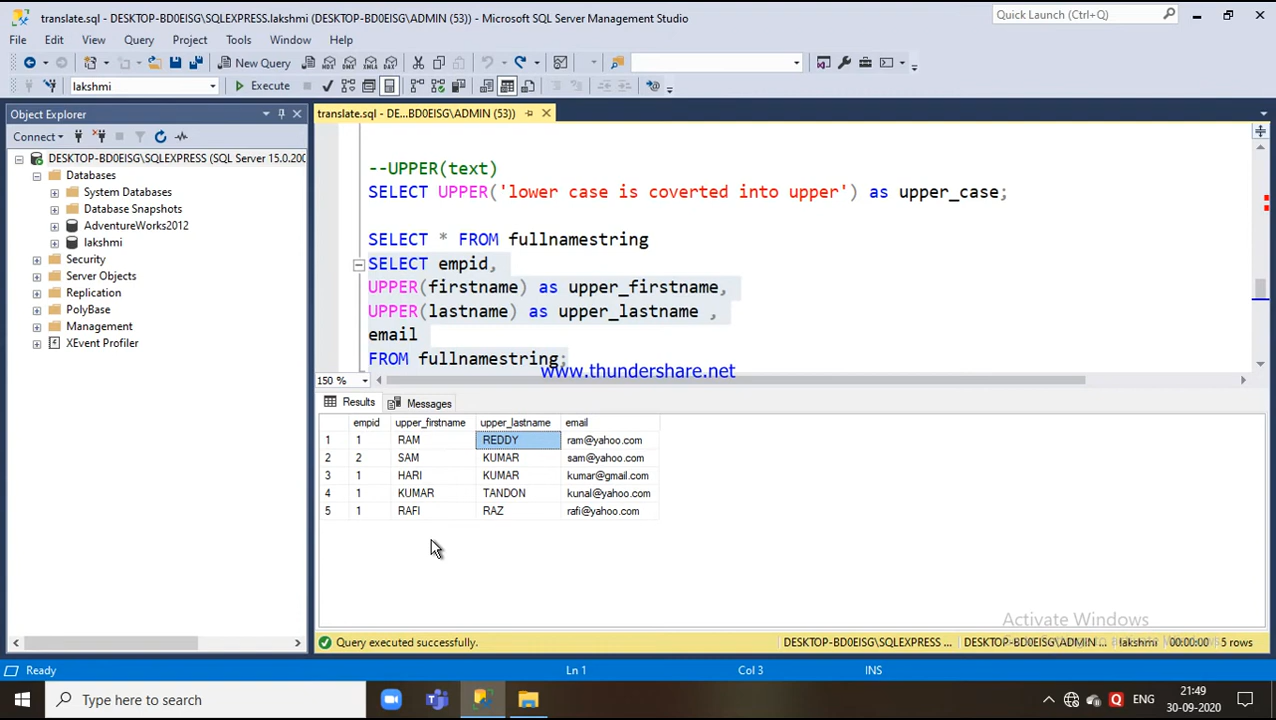 translate.sql - DESKTOP-BD0EISG\SQLEXPRESS.lakshmi (DESKTOP-BD0EISG\ADMIN (53)) - Microsoft SQL Server Management Studio
Quick Launch (Ctrl+Q)
File Edit View Query Project Tools Window Help
New Query
MDX DMX XMLA DAX
lakshmi
Execute
Object Explorer
translate.sql - DE...BD0EISG\ADMIN (53))
Connect
DESKTOP-BD0EISG\SQLEXPRESS (SQL Server 15.0.200
Databases
System Databases
Database Snapshots
AdventureWorks2012
lakshmi
Security
Server Objects
Replication
PolyBase
Management
XEvent Profiler
--UPPER(text)
SELECT UPPER('lower case is coverted into upper') as upper_case;
SELECT * FROM fullnamestring
SELECT empid,
UPPER(firstname) as upper_firstname,
UPPER(lastname) as upper_lastname ,
email
FROM fullnamestring;
www.thundershare.net
150 %
Results Messages
empid upper_firstname upper_lastname email
1 1 RAM REDDY ram@yahoo.com
2 2 SAM KUMAR sam@yahoo.com
3 1 HARI KUMAR kumar@gmail.com
4 1 KUMAR TANDON kunal@yahoo.com
5 1 RAFI RAZ rafi@yahoo.com
Activate Windows
Query executed successfully. DESKTOP-BD0EISG\SQLEXPRESS ... DESKTOP-BD0EISG\ADMIN ... lakshmi 00:00:00 5 rows
Ready Ln 1 Col 3 INS
Type here to search
ENG
21:49
30-09-2020